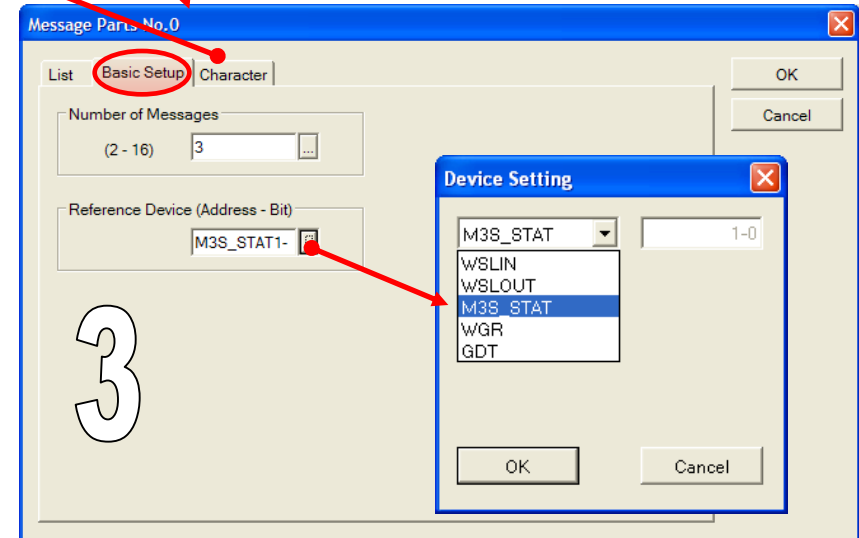 Message Parts No.0
List Basic Setup Character
OK
Cancel
Number of Messages
(2 - 16) 3 ...
Reference Device (Address - Bit)
M3S_STAT1-
Device Setting
M3S_STAT 1-0
WSLIN
WSLOUT
M3S_STAT
WGR
GDT
OK Cancel
3